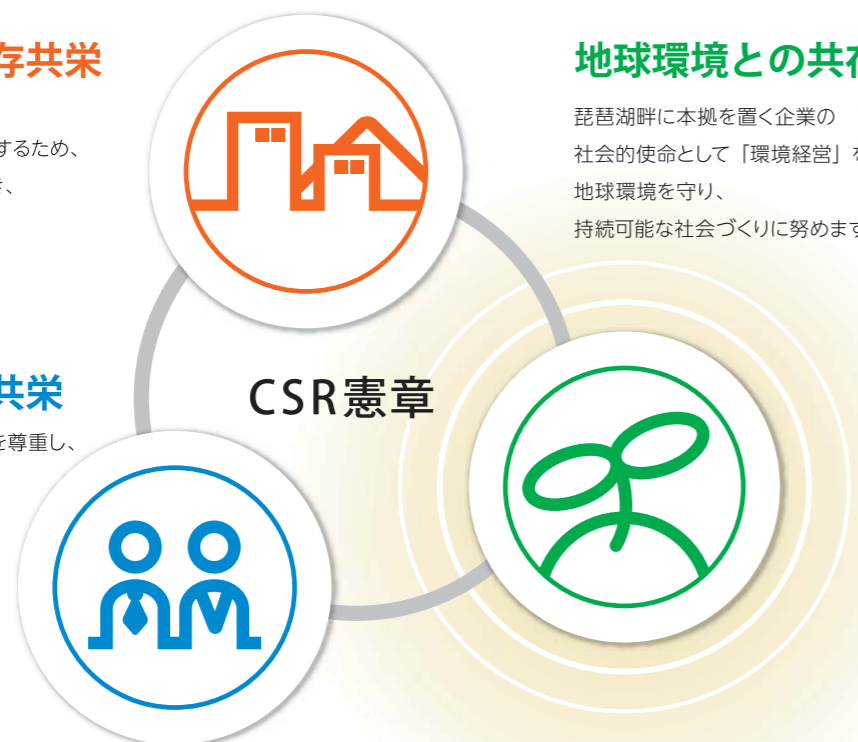 存共栄
するため、
地球環境との共存
琵琶湖畔に本拠を置く企業の
社会的使命として「環境経営」を
地球環境を守り、
持続可能な社会づくりに努めます
CSR憲章
共栄
を尊重し、